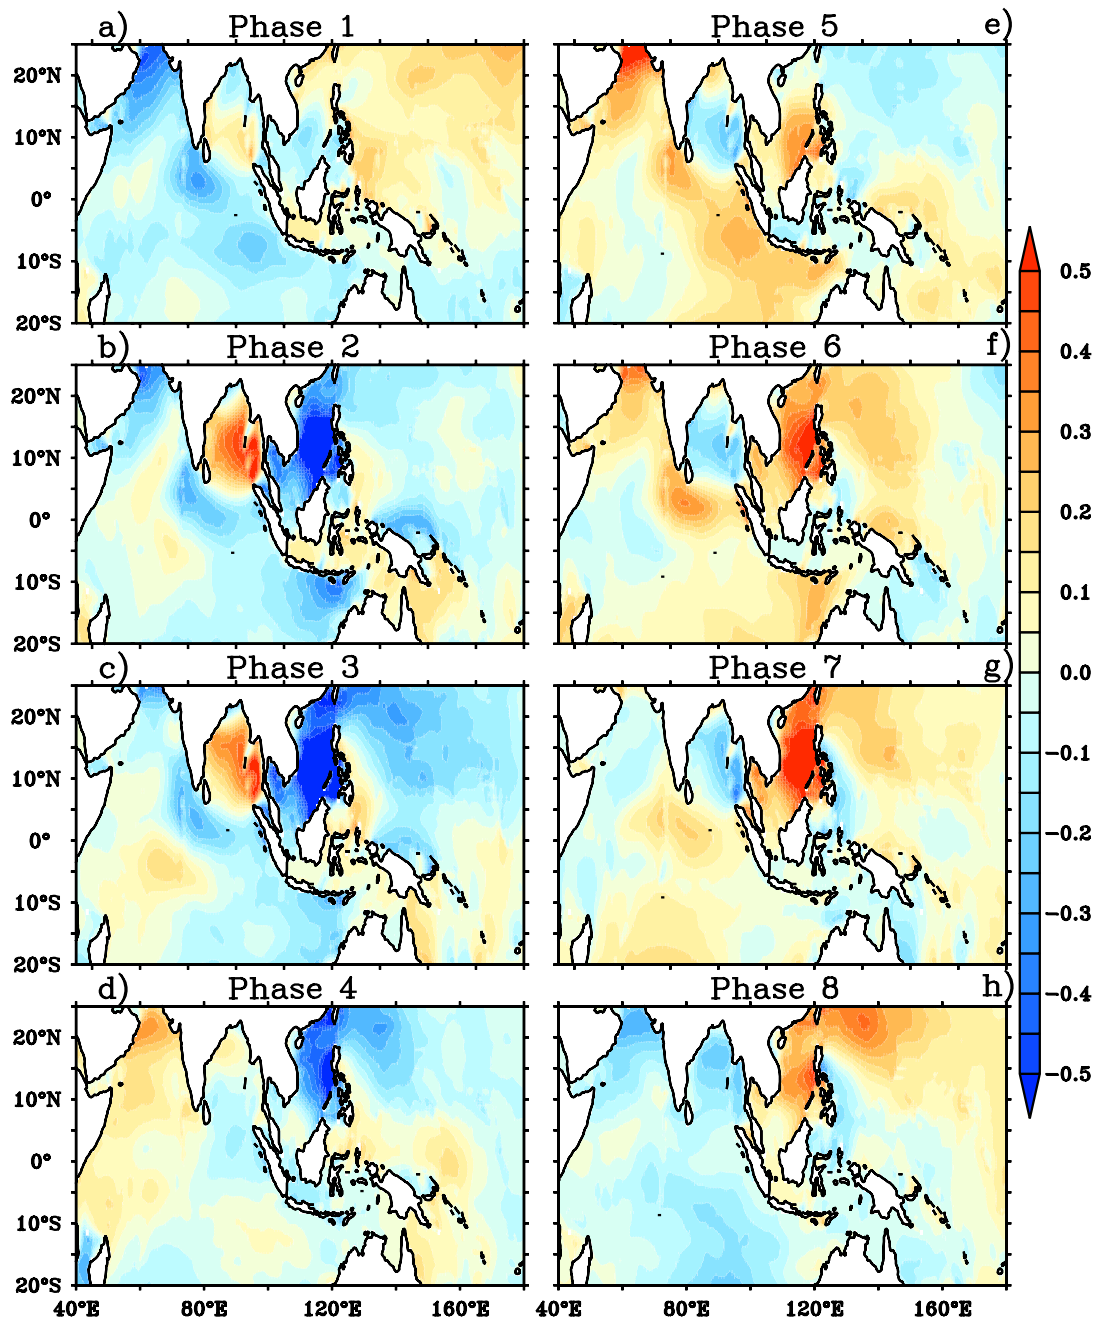 a) Phase 1
Phase 5 e)
20°N
10°N
0°
10°S
20°S
b) Phase 2
Phase 6 f)
20°N
10°N
0°
10°S
20°S
c) Phase 3
Phase 7 g)
20°N
10°N
0°
10°S
20°S
d) Phase 4
Phase 8 h)
20°N
10°N
0°
10°S
20°S
40°E 80°E 120°E 160°E
40°E 80°E 120°E 160°E
0.5
0.4
0.3
0.2
0.1
0.0
-0.1
-0.2
-0.3
-0.4
-0.5